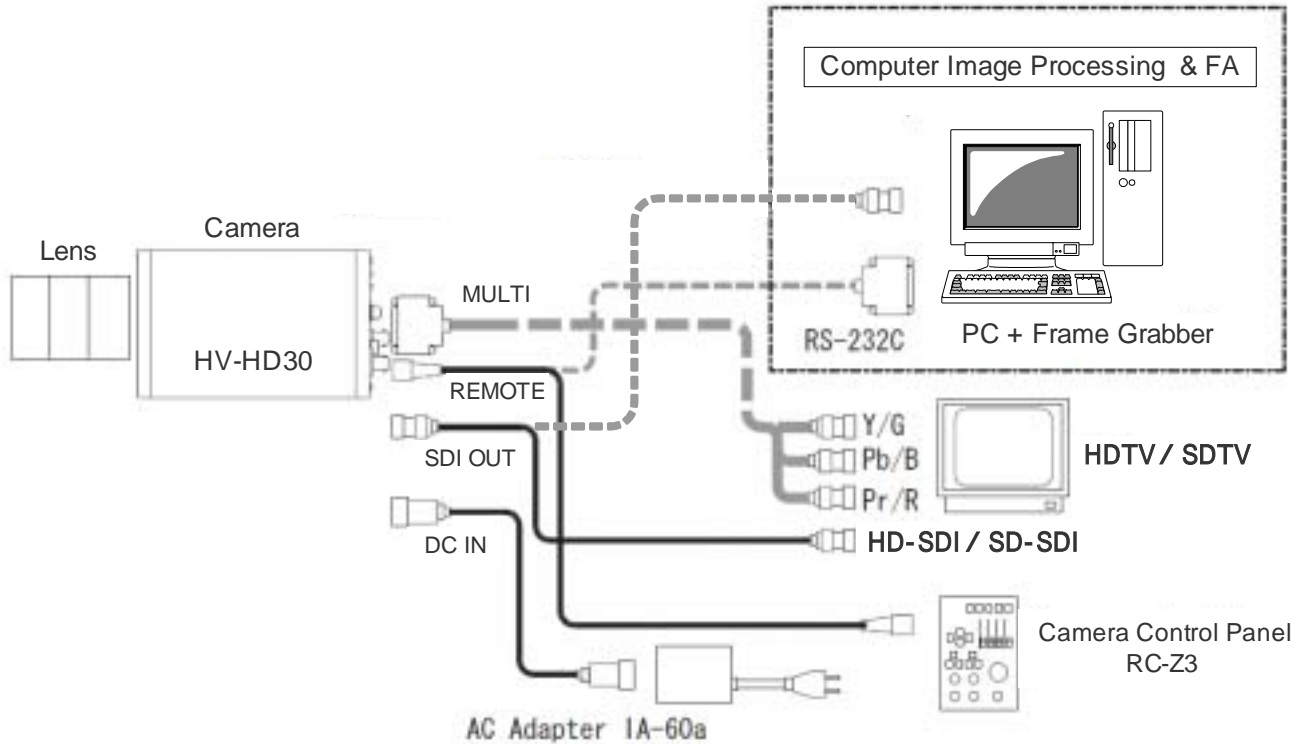 Computer Image Processing & FA
Camera
Lens
MULTI
HV-HD30
RS-232C
PC + Frame Grabber
REMOTE
Y/G
SDI OUT
Pb/B
HDTV / SDTV
Pr/R
DC IN
HD-SDI / SD-SDI
Camera Control Panel
RC-Z3
AC Adapter IA-60a